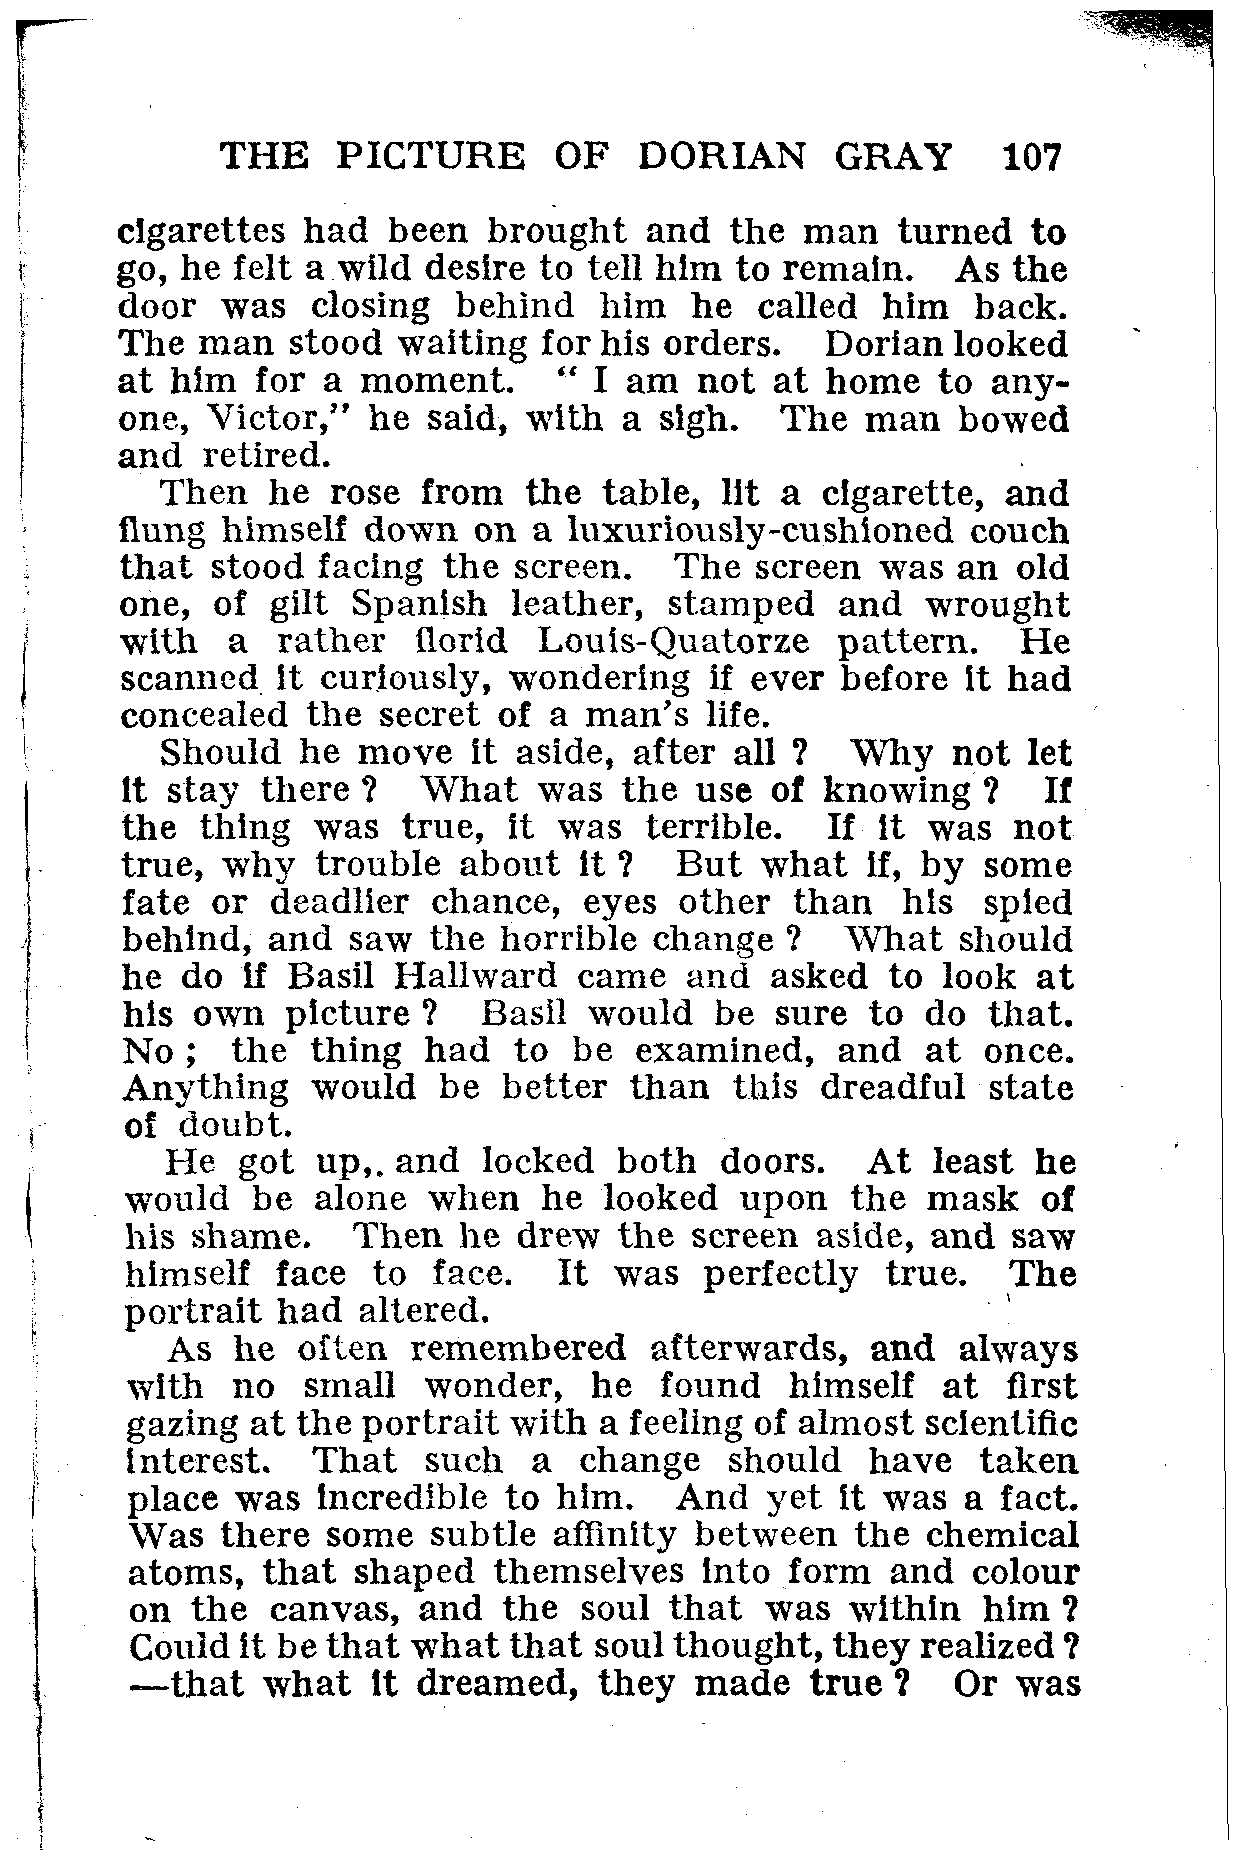 THE PICTURE OF DORIAN GRAY 107
cigarettes had been brought and the man turned to
go, he felt a wild desire to tell him to remain. As the
door was closing behind him he called him back.
The man stood waiting for his orders. Dorian looked
at him for a moment. “ I am not at home to any-
one, Victor,” he said, with a sigh. The man bowed
and retired.
Then he rose from the table, lit a cigarette, and
flung himself down on a luxuriously-cushioned couch
that stood facing the screen. The screen was an old
one, of gilt Spanish leather, stamped and wrought
with a rather florid Louis-Quatorze pattern. He
scanned it curiously, wondering if ever before it had
concealed the secret of a man's life.
Should he move it aside, after all ? Why not let
it stay there ? What was the use of knowing ? If
the thing was true, it was terrible. If it was not
true, why trouble about it ? But what if, by some
fate or deadlier chance, eyes other than his spied
behind, and saw the horrible change ? What should
he do if Basil Hallward came and asked to look at
his own picture ? Basil would be sure to do that.
No ; the thing had to be examined, and at once.
Anything would be better than this dreadful state
of doubt.
He got up,. and locked both doors. At least he
would be alone when he looked upon the mask of
his shame. Then he drew the screen aside, and saw
himself face to face. It was perfectly true. The
portrait had altered.
As he often remembered afterwards, and always
with no small wonder, he found himself at first
gazing at the portrait with a feeling of almost scientific
interest. That such a change should have taken
place was incredible to him. And yet it was a fact.
Was there some subtle affinity between the chemical
atoms, that shaped themselves into form and colour
on the canvas, and the soul that was within him ?
Could it be that what that soul thought, they realized ?
—that what it dreamed, they made true ? Or was